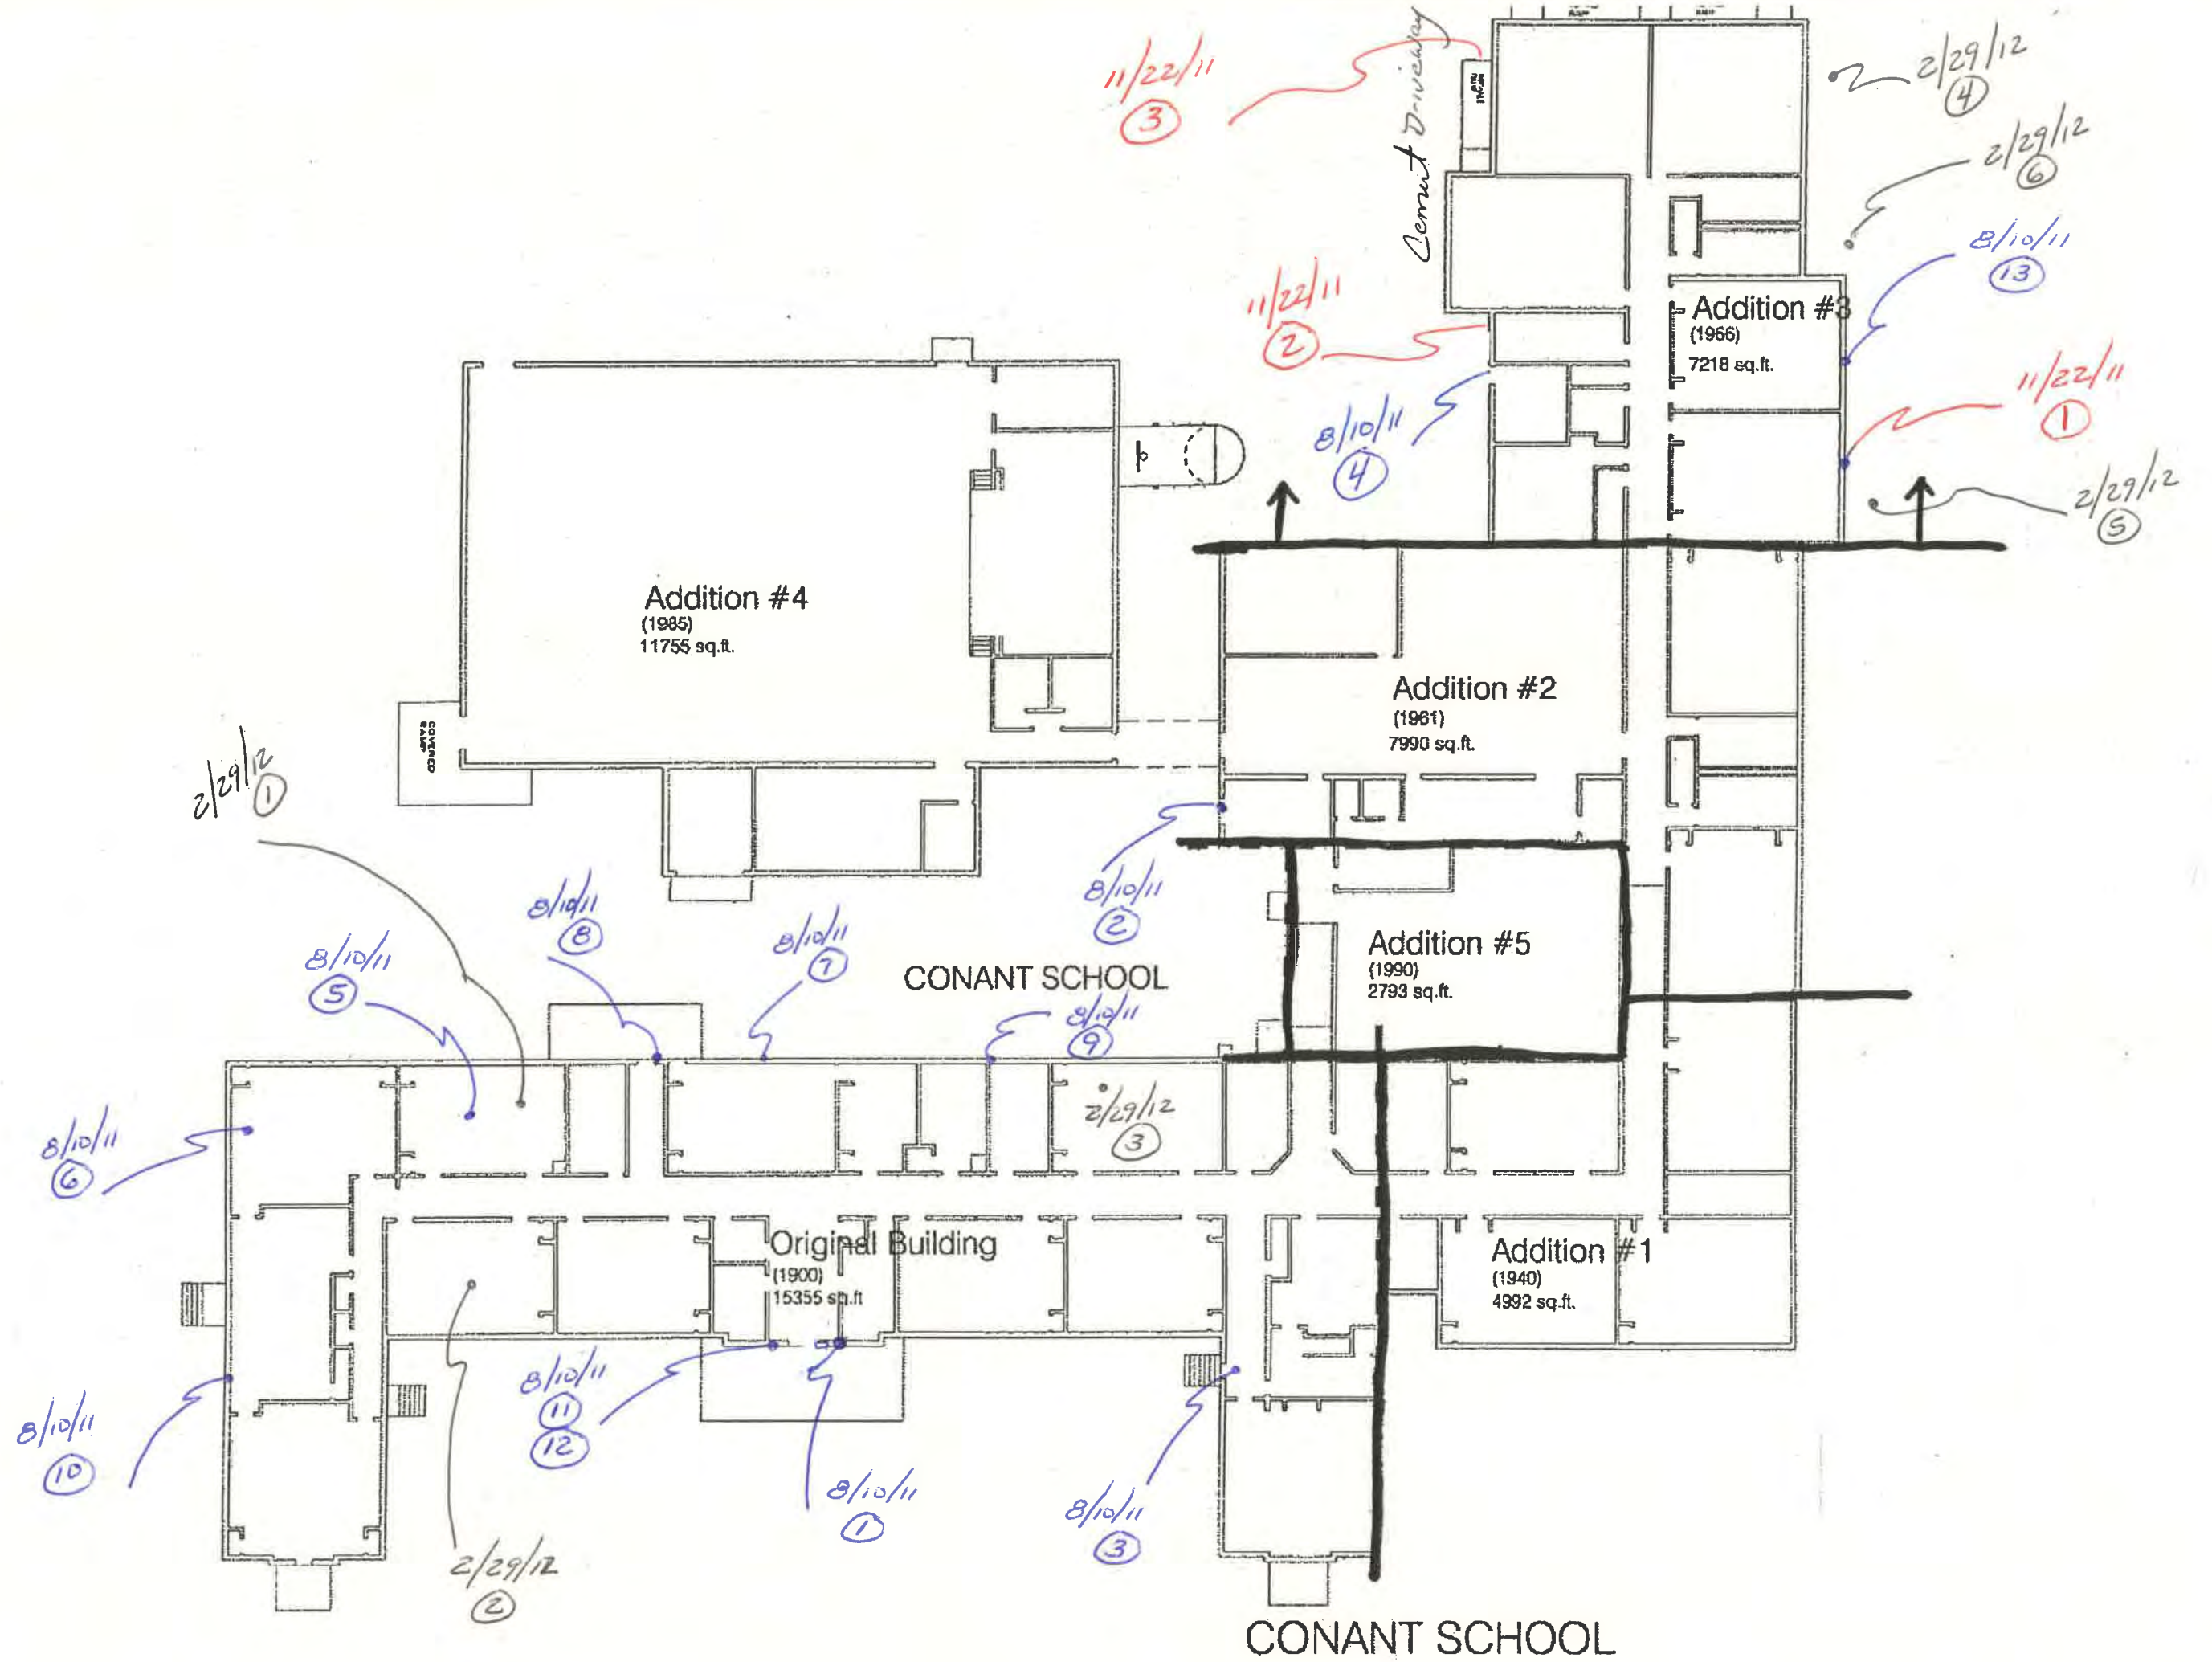 11/22/11
3
Cement Driveway
2/29/12
4
2/29/12
6
8/10/11
13
11/22/11
2
Addition #3
(1966)
7218 sq.ft.
11/22/11
1
8/10/11
4
2/29/12
5
Addition #4
(1985)
11755 sq.ft.
Addition #2
(1961)
7990 sq.ft.
COVERED
RAMP
2/29/12
1
8/10/11
2
8/10/11
8
8/10/11
7
8/10/11
5
CONANT SCHOOL
Addition #5
(1990)
2793 sq.ft.
8/10/11
9
2/29/12
3
8/10/11
6
Original Building
(1900)
15355 sq.ft
Addition #1
(1940)
4992 sq.ft.
8/10/11
11
12
8/10/11
10
8/10/11
1
8/10/11
3
2/29/12
2
CONANT SCHOOL